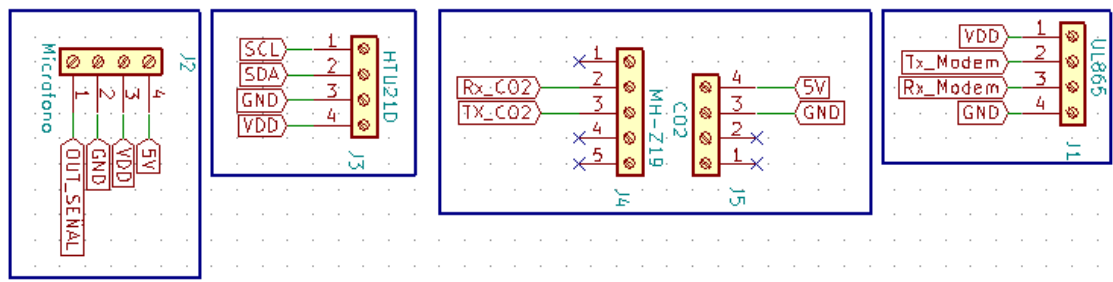 Microfono
J2
1
2
3
4
OUT_SENAL
GND
VDD
5V
SCL 1
SDA 2
GND 3
VDD 4
HTU21D
J3
1
Rx_CO2 2
TX_CO2 3
4
5
MH-Z19
J4
CO2
4 5V
3 GND
2
1
J5
VDD 1
Tx_Modem 2
Rx_Modem 3
GND 4
UL865
J1